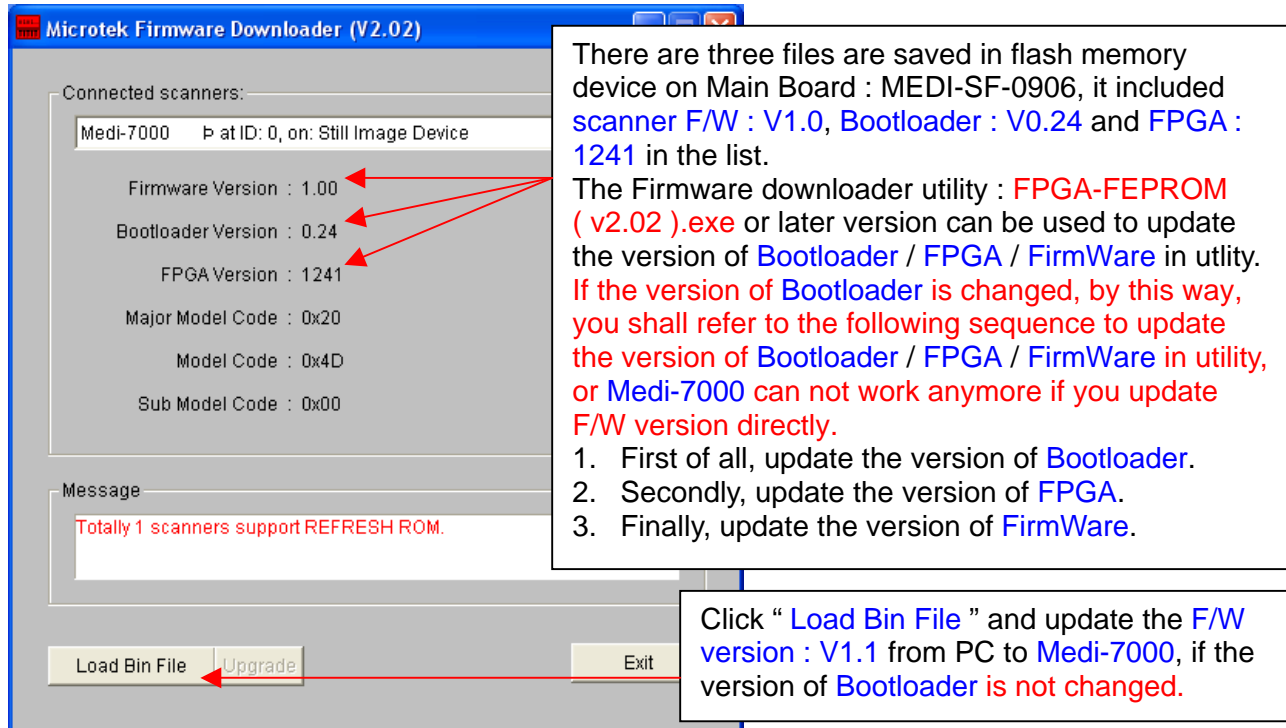 Microtek Firmware Downloader (V2.02)
Connected scanners:
Medi-7000 Þ at ID: 0, on: Still Image Device
Firmware Version : 1.00
Bootloader Version : 0.24
FPGA Version : 1241
Major Model Code : 0x20
Model Code : 0x4D
Sub Model Code : 0x00
Message
Totally 1 scanners support REFRESH ROM.
Load Bin File
Upgrade
Exit
There are three files are saved in flash memory
device on Main Board : MEDI-SF-0906, it included
scanner F/W : V1.0, Bootloader : V0.24 and FPGA :
1241 in the list.
The Firmware downloader utility : FPGA-FEPROM
( v2.02 ).exe or later version can be used to update
the version of Bootloader / FPGA / FirmWare in utlity.
If the version of Bootloader is changed, by this way,
you shall refer to the following sequence to update
the version of Bootloader / FPGA / FirmWare in utility,
or Medi-7000 can not work anymore if you update
F/W version directly.
1. First of all, update the version of Bootloader.
2. Secondly, update the version of FPGA.
3. Finally, update the version of FirmWare.
Click “ Load Bin File ” and update the F/W
version : V1.1 from PC to Medi-7000, if the
version of Bootloader is not changed.